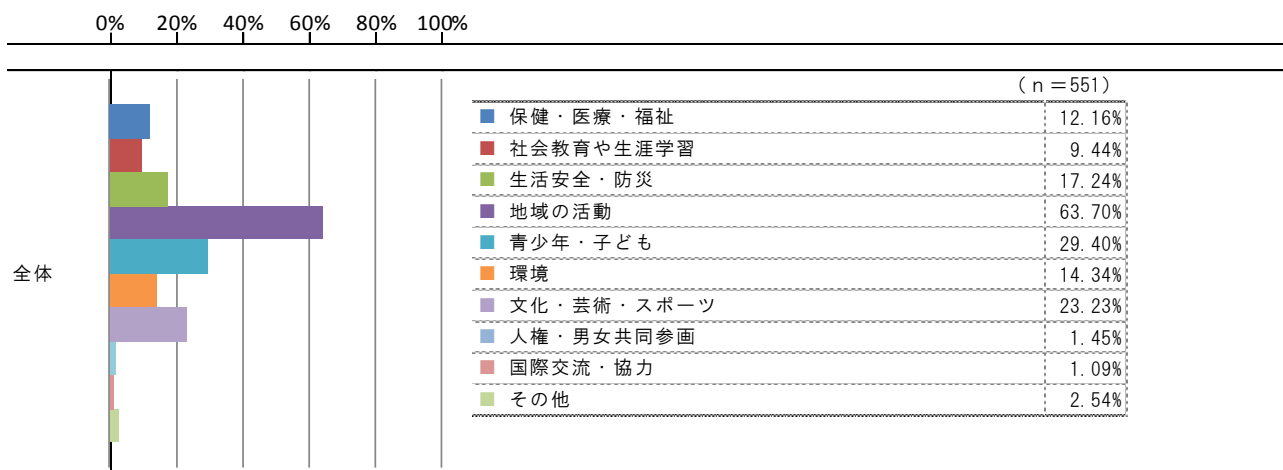 0% 20% 40% 60% 80% 100%
(n=551)
保健・医療・福祉 12.16%
社会教育や生涯学習 9.44%
生活安全・防災 17.24%
地域の活動 63.70%
青少年・子ども 29.40%
全体
環境 14.34%
文化・芸術・スポーツ 23.23%
人権・男女共同参画 1.45%
国際交流・協力 1.09%
その他 2.54%